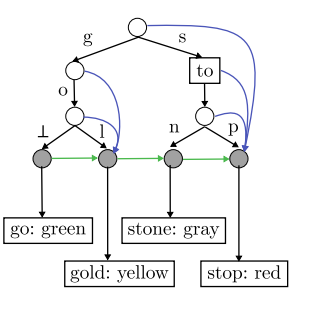 g s
to
o
⊥ l n p
go: green stone: gray
gold: yellow stop: red